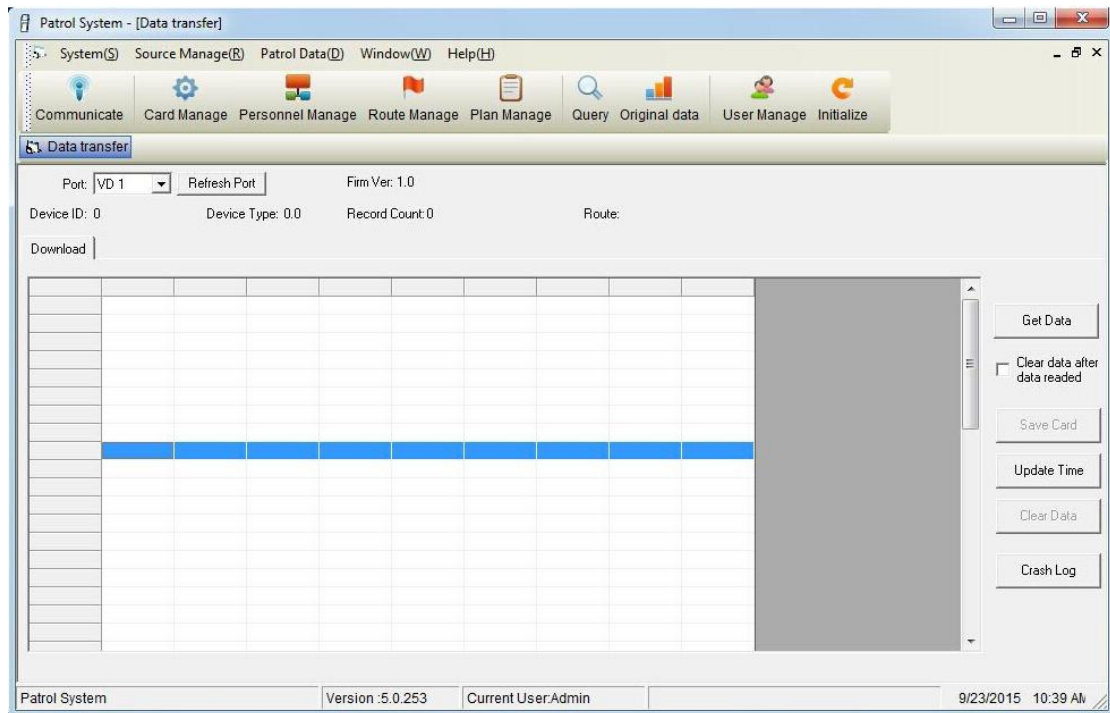 Patrol System - [Data transfer]
System(S) Source Manage(R) Patrol Data(D) Window(W) Help(H)
Communicate Card Manage Personnel Manage Route Manage Plan Manage Query Original data User Manage Initialize
Data transfer
Port: VD 1 Refresh Port Firm Ver: 1.0
Device ID: 0 Device Type: 0.0 Record Count: 0 Route:
Download
Get Data
Clear data after
data readed
Save Card
Update Time
Clear Data
Crash Log
Patrol System Version :5.0.253 Current User:Admin 9/23/2015 10:39 AM